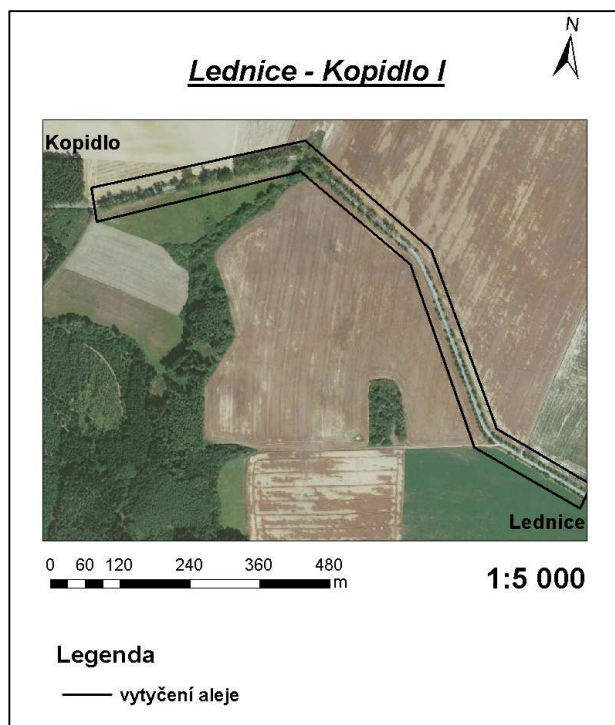 N
Lednice - Kopidlo I
Kopidlo
Lednice
0 60 120 240 360 480
m
1:5 000
Legenda
vytyčení aleje